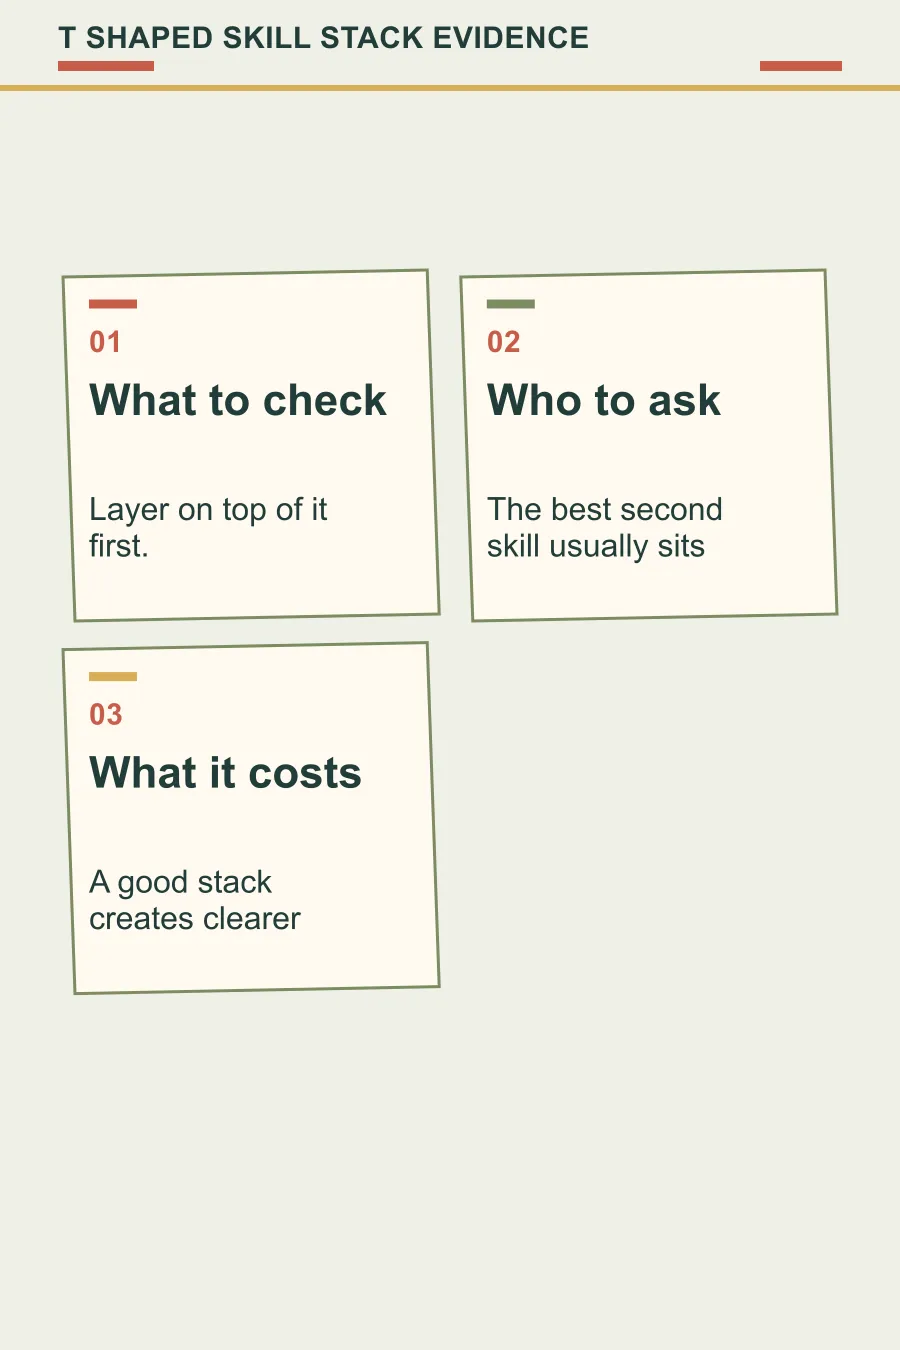 T SHAPED SKILL STACK EVIDENCE
01
What to check
Layer on top of it
first.
02
Who to ask
The best second
skill usually sits
03
What it costs
A good stack
creates clearer